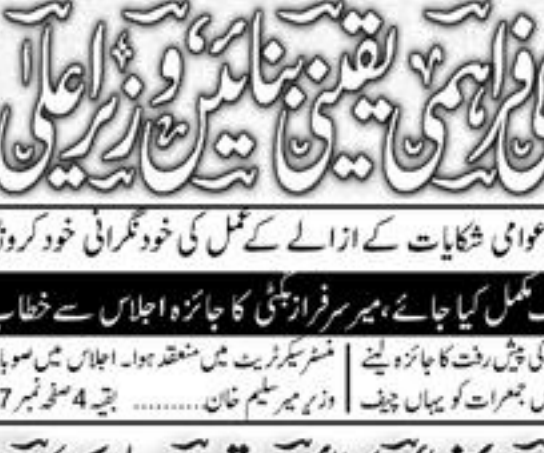 فراہمی یقینی بنائیں، وزیراعلیٰ
عوامی شکایات کے ازالے کے عمل کی خود نگرانی خود کرو
مکمل کیا جائے، میر سرفراز بگٹی کا جائزہ اجلاس سے خطاب
کی پیش رفت کا جائزہ لینے
جمعرات کو یہاں چیف
منسٹر سیکرٹریٹ میں منعقد ہوا۔ اجلاس میں صوبا
وزیر میر سلیم خان......... بقیہ 4 صفحہ نمبر 7